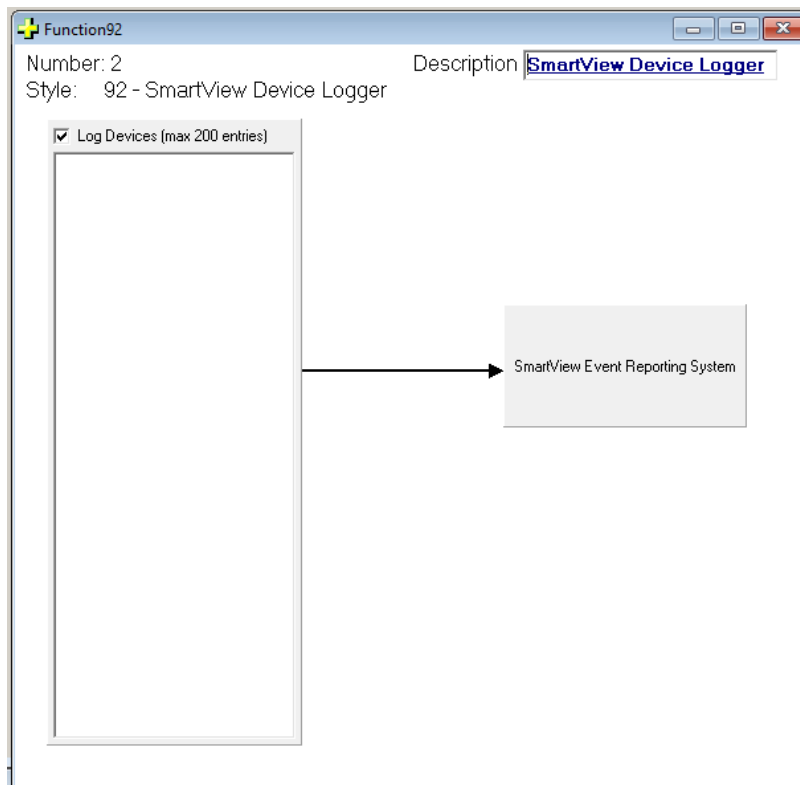 Function92
Number: 2
Description SmartView Device Logger
Style: 92 - SmartView Device Logger
Log Devices (max 200 entries)
SmartView Event Reporting System